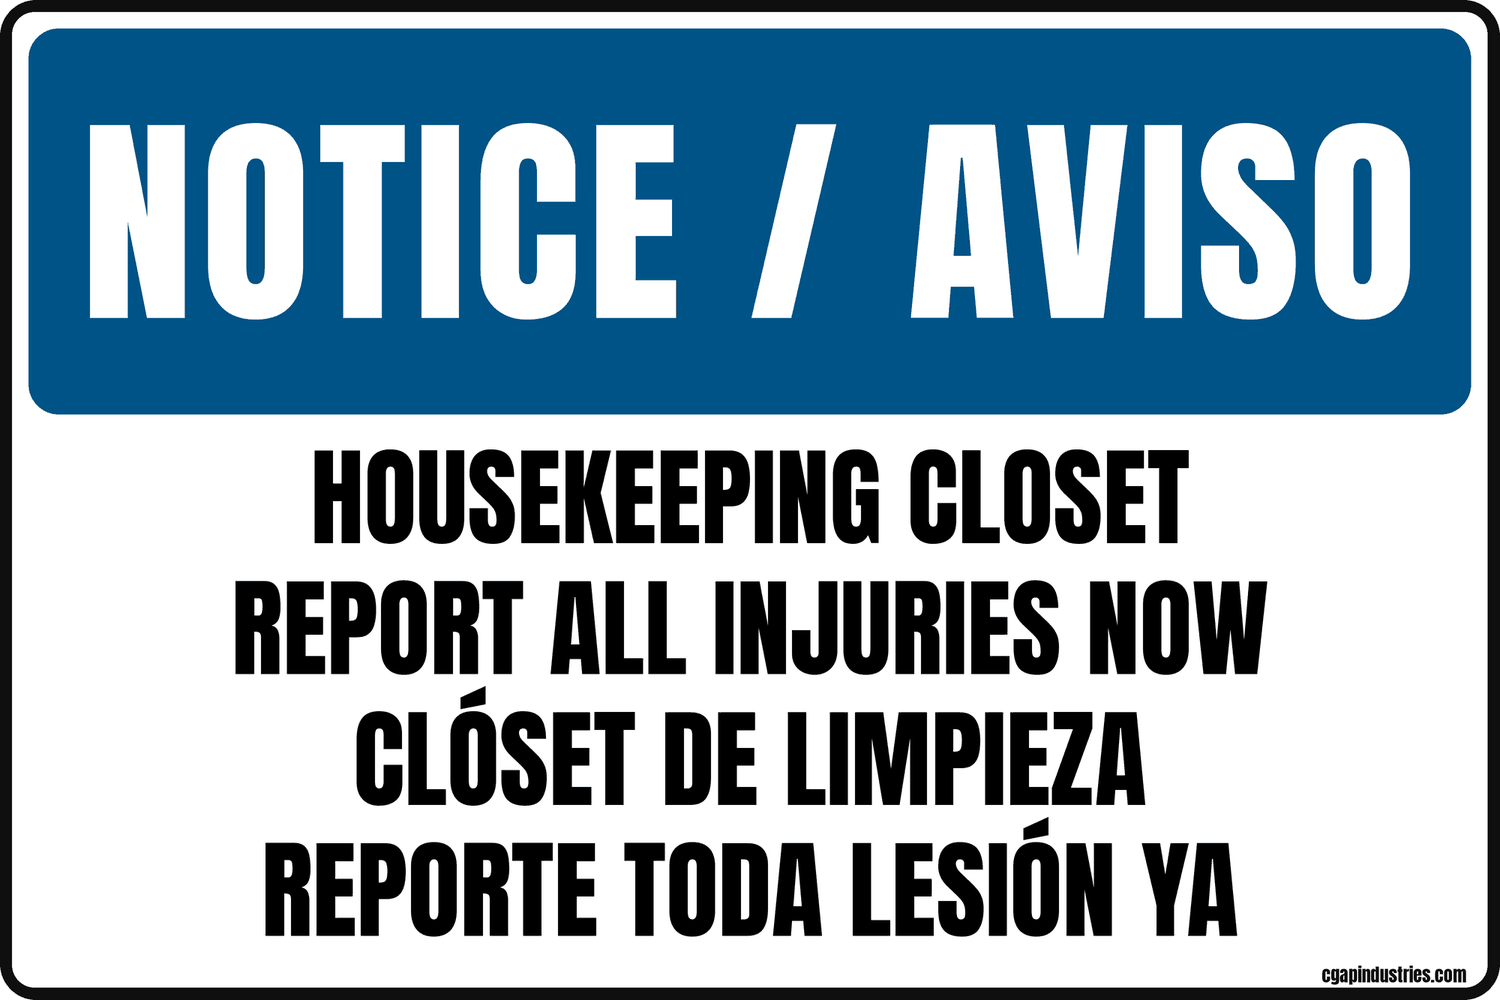 NOTICE / AVISO
HOUSEKEEPING CLOSET
REPORT ALL INJURIES NOW
CLÓSET DE LIMPIEZA
REPORTE TODA LESIÓN YA
cgapindustries.com